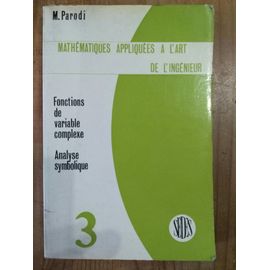 M. Parodi
MATHÉMATIQUES APPLIQUÉES A L'ART
DE L'INGÉNIEUR
Fonctions
de
variable
complexe
Analyse
symbolique
3
SEDES